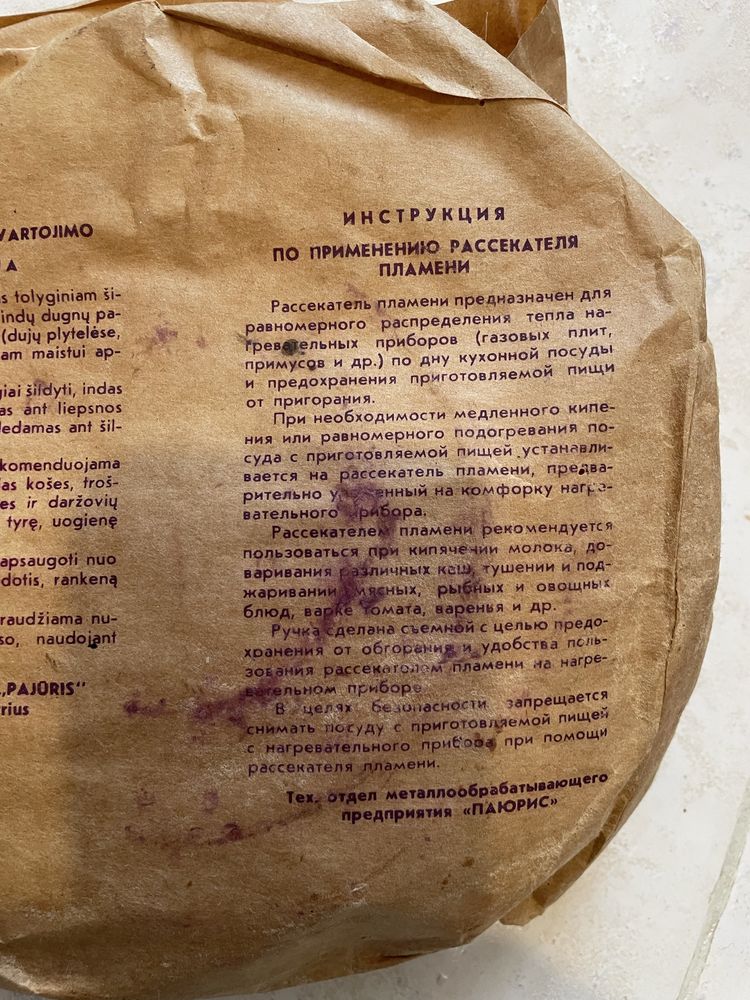 VARTOJIMO
A
s tolyginiam ši-
indų dugnų pa-
(dujų plytelėse,
am maistui ap-
giai šildyti, indas
as ant liepsnos
dedamas ant šil-
komenduojama
ias košes, troš-
es ir daržovių
tyrę, uogienę
apsaugoti nuo
dotis, rankeną
raudžiama nu-
so, naudojant
„PAJŪRIS“
rius
ИНСТРУКЦИЯ
ПО ПРИМЕНЕНИЮ РАССЕКАТЕЛЯ
ПЛАМЕНИ
Рассекатель пламени предназначен для
равномерного распределения тепла на-
гревательных приборов (газовых плит,
примусов и др.) по дну кухонной посуды
и предохранения приготовляемой пищи
от пригорания.
При необходимости медленного кипе-
ния или равномерного подогревания по-
суда с приготовляемой пищей устанавли-
вается на рассекатель пламени, предва-
рительно на комфорку нагре-
вательного прибора.
Рассекателем пламени рекомендуется
пользоваться при кипячении молока, до-
варивания различных каш, тушении и под-
жаривании мясных, рыбных и овощных
блюд, варке томата, варенья и др.
Ручка сделана съемной с целью предо-
хранения от обгорания и удобства поль-
зования рассекателем пламени на нагре-
вательном приборе
В целях безопасности запрещается
снимать посуду с приготовляемой пищей
с нагревательного прибора при помощи
рассекателя пламени.
Тех. отдел металлообрабатывающего
предприятия «ПАЮРИС»